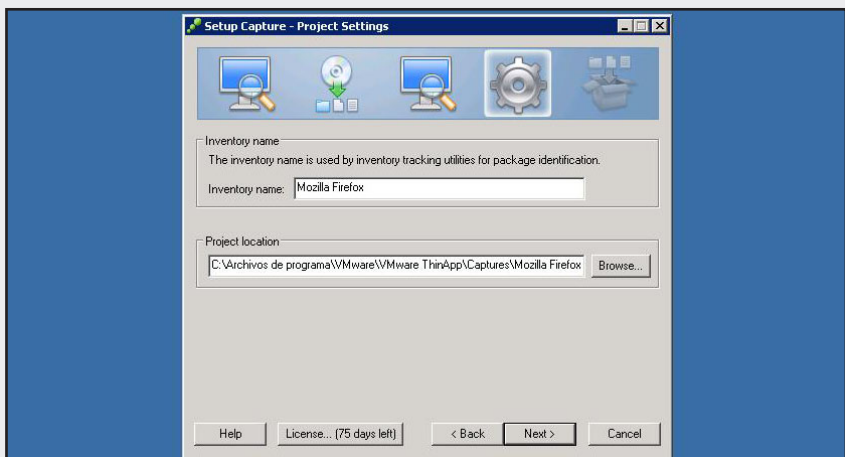 Setup Capture - Project Settings
Inventory name
The inventory name is used by inventory tracking utilities for package identification.
Inventory name: Mozilla Firefox
Project location
C:\Archivos de programa\VMware\VMware ThinApp\Captures\Mozilla Firefox Browse...
Help License... (75 days left) < Back Next > Cancel